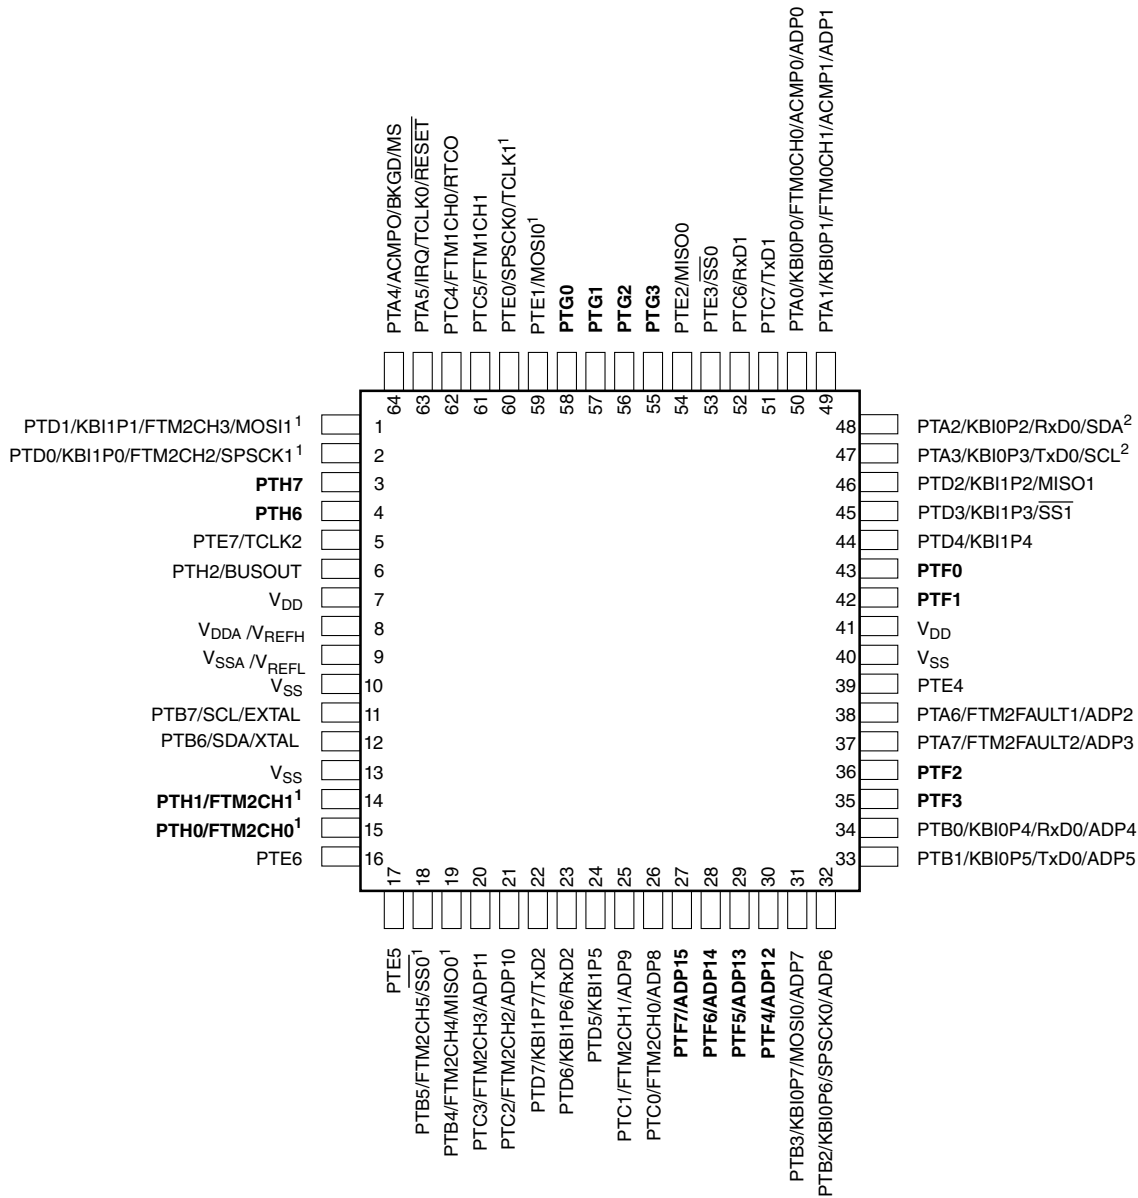 PTA4/ACMPO/BKGD/MS
PTA5/IRQ/TCLK0/RESET
PTC4/FTM1CH0/RTCO
PTC5/FTM1CH1
PTE0/SPSCK0/TCLK1¹
PTE1/MOSI0¹
PTG0
PTG1
PTG2
PTG3
PTE2/MISO0
PTE3/SS0
PTC6/RxD1
PTC7/TxD1
PTA0/KBI0P0/FTM0CH0/ACMP0/ADP0
PTA1/KBI0P1/FTM0CH1/ACMP1/ADP1
64 63 62 61 60 59 58 57 56 55 54 53 52 51 50 49
PTD1/KBI1P1/FTM2CH3/MOSI1¹ 1
PTD0/KBI1P0/FTM2CH2/SPSCK1¹ 2
PTH7 3
PTH6 4
PTE7/TCLK2 5
PTH2/BUSOUT 6
VDD 7
VDDA /VREFH 8
VSSA /VREFL 9
VSS 10
PTB7/SCL/EXTAL 11
PTB6/SDA/XTAL 12
VSS 13
PTH1/FTM2CH1¹ 14
PTH0/FTM2CH0¹ 15
PTE6 16
48 PTA2/KBI0P2/RxD0/SDA²
47 PTA3/KBI0P3/TxD0/SCL²
46 PTD2/KBI1P2/MISO1
45 PTD3/KBI1P3/SS1
44 PTD4/KBI1P4
43 PTF0
42 PTF1
41 VDD
40 VSS
39 PTE4
38 PTA6/FTM2FAULT1/ADP2
37 PTA7/FTM2FAULT2/ADP3
36 PTF2
35 PTF3
34 PTB0/KBI0P4/RxD0/ADP4
33 PTB1/KBI0P5/TxD0/ADP5
17 18 19 20 21 22 23 24 25 26 27 28 29 30 31 32
PTE5
PTB5/FTM2CH5/SS0¹
PTB4/FTM2CH4/MISO0¹
PTC3/FTM2CH3/ADP11
PTC2/FTM2CH2/ADP10
PTD7/KBI1P7/TxD2
PTD6/KBI1P6/RxD2
PTD5/KBI1P5
PTC1/FTM2CH1/ADP9
PTC0/FTM2CH0/ADP8
PTF7/ADP15
PTF6/ADP14
PTF5/ADP13
PTF4/ADP12
PTB3/KBI0P7/MOSI0/ADP7
PTB2/KBI0P6/SPSCK0/ADP6